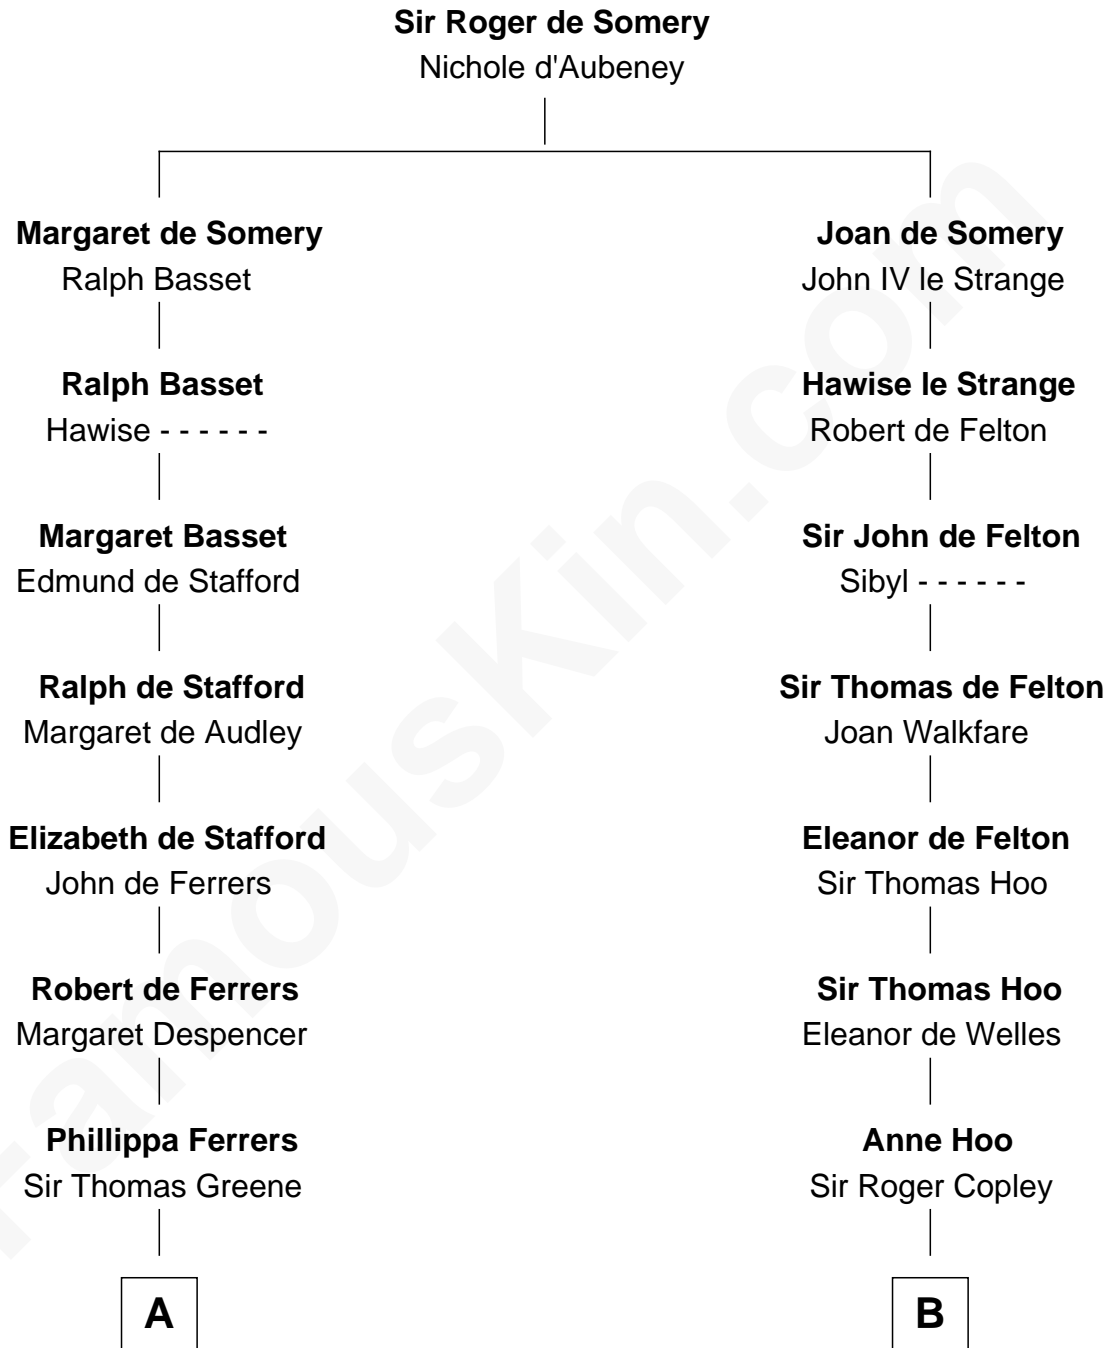 Sir Roger de Somery
Nichole d'Aubeney
Margaret de Somery
Ralph Basset
Ralph Basset
Hawise - - - - - -
Margaret Basset
Edmund de Stafford
Ralph de Stafford
Margaret de Audley
Elizabeth de Stafford
John de Ferrers
Robert de Ferrers
Margaret Despencer
Phillippa Ferrers
Sir Thomas Greene
A
Joan de Somery
John IV le Strange
Hawise le Strange
Robert de Felton
Sir John de Felton
Sibyl - - - - - -
Sir Thomas de Felton
Joan Walkfare
Eleanor de Felton
Sir Thomas Hoo
Sir Thomas Hoo
Eleanor de Welles
Anne Hoo
Sir Roger Copley
B
FamousKin.com